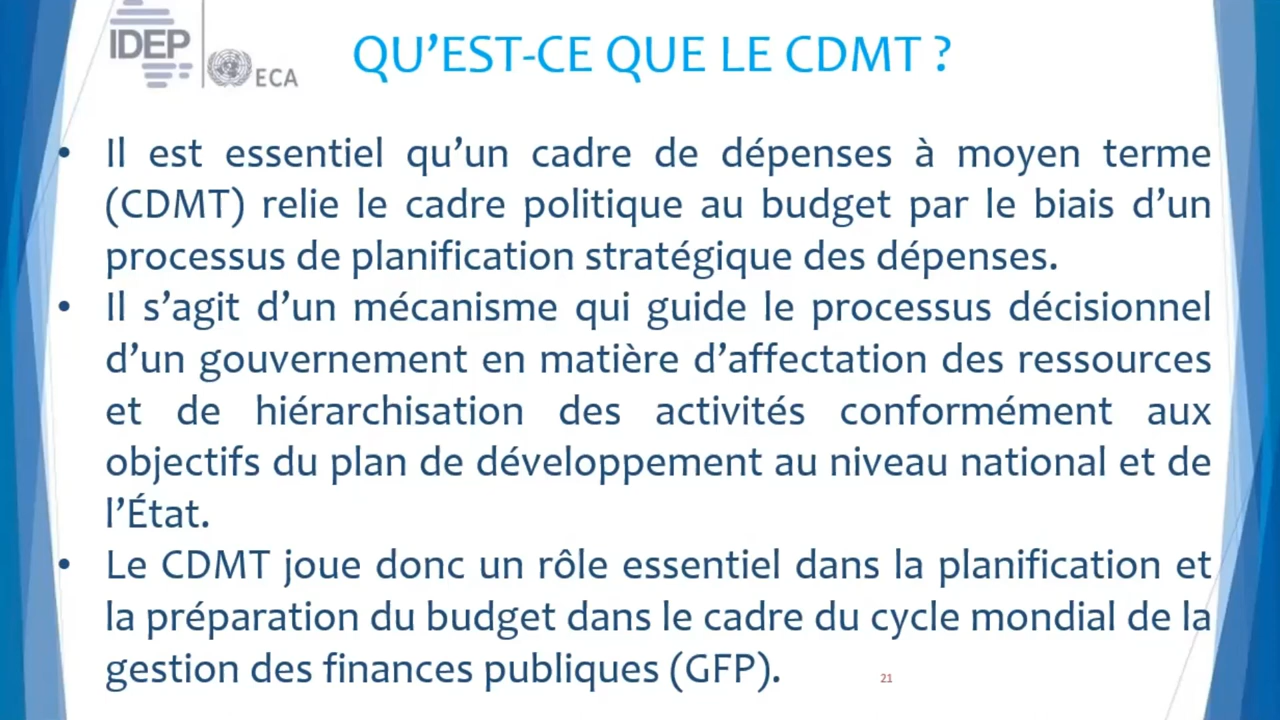 IDEP
ECA
QU’EST-CE QUE LE CDMT ?
• Il est essentiel qu’un cadre de dépenses à moyen terme
(CDMT) relie le cadre politique au budget par le biais d’un
processus de planification stratégique des dépenses.
• Il s’agit d’un mécanisme qui guide le processus décisionnel
d’un gouvernement en matière d’affectation des ressources
et de hiérarchisation des activités conformément aux
objectifs du plan de développement au niveau national et de
l’État.
• Le CDMT joue donc un rôle essentiel dans la planification et
la préparation du budget dans le cadre du cycle mondial de la
gestion des finances publiques (GFP).
21